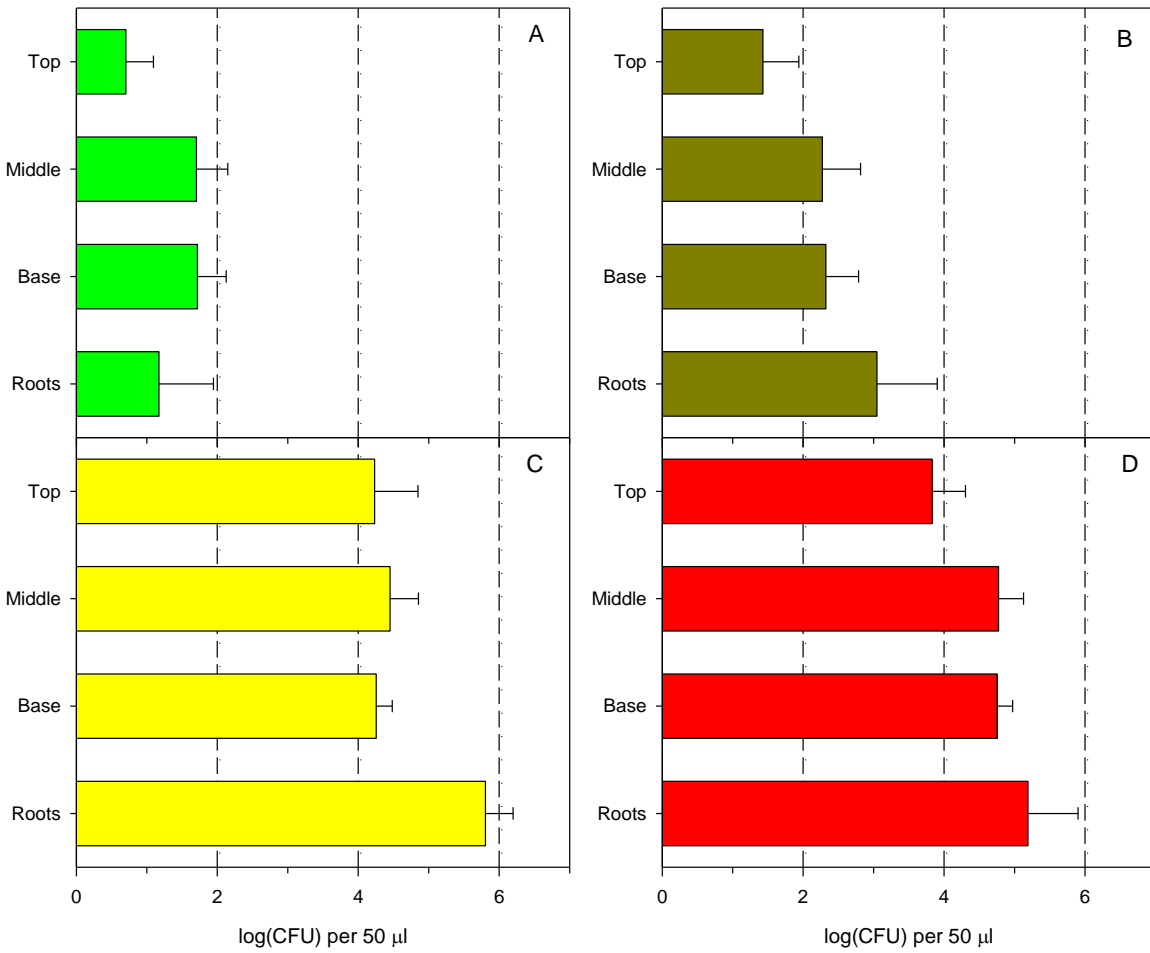 A
Top
Middle
Base
Roots
B
Top
Middle
Base
Roots
C
Top
Middle
Base
Roots
0 2 4 6
log(CFU) per 50 µl
D
Top
Middle
Base
Roots
0 2 4 6
log(CFU) per 50 µl